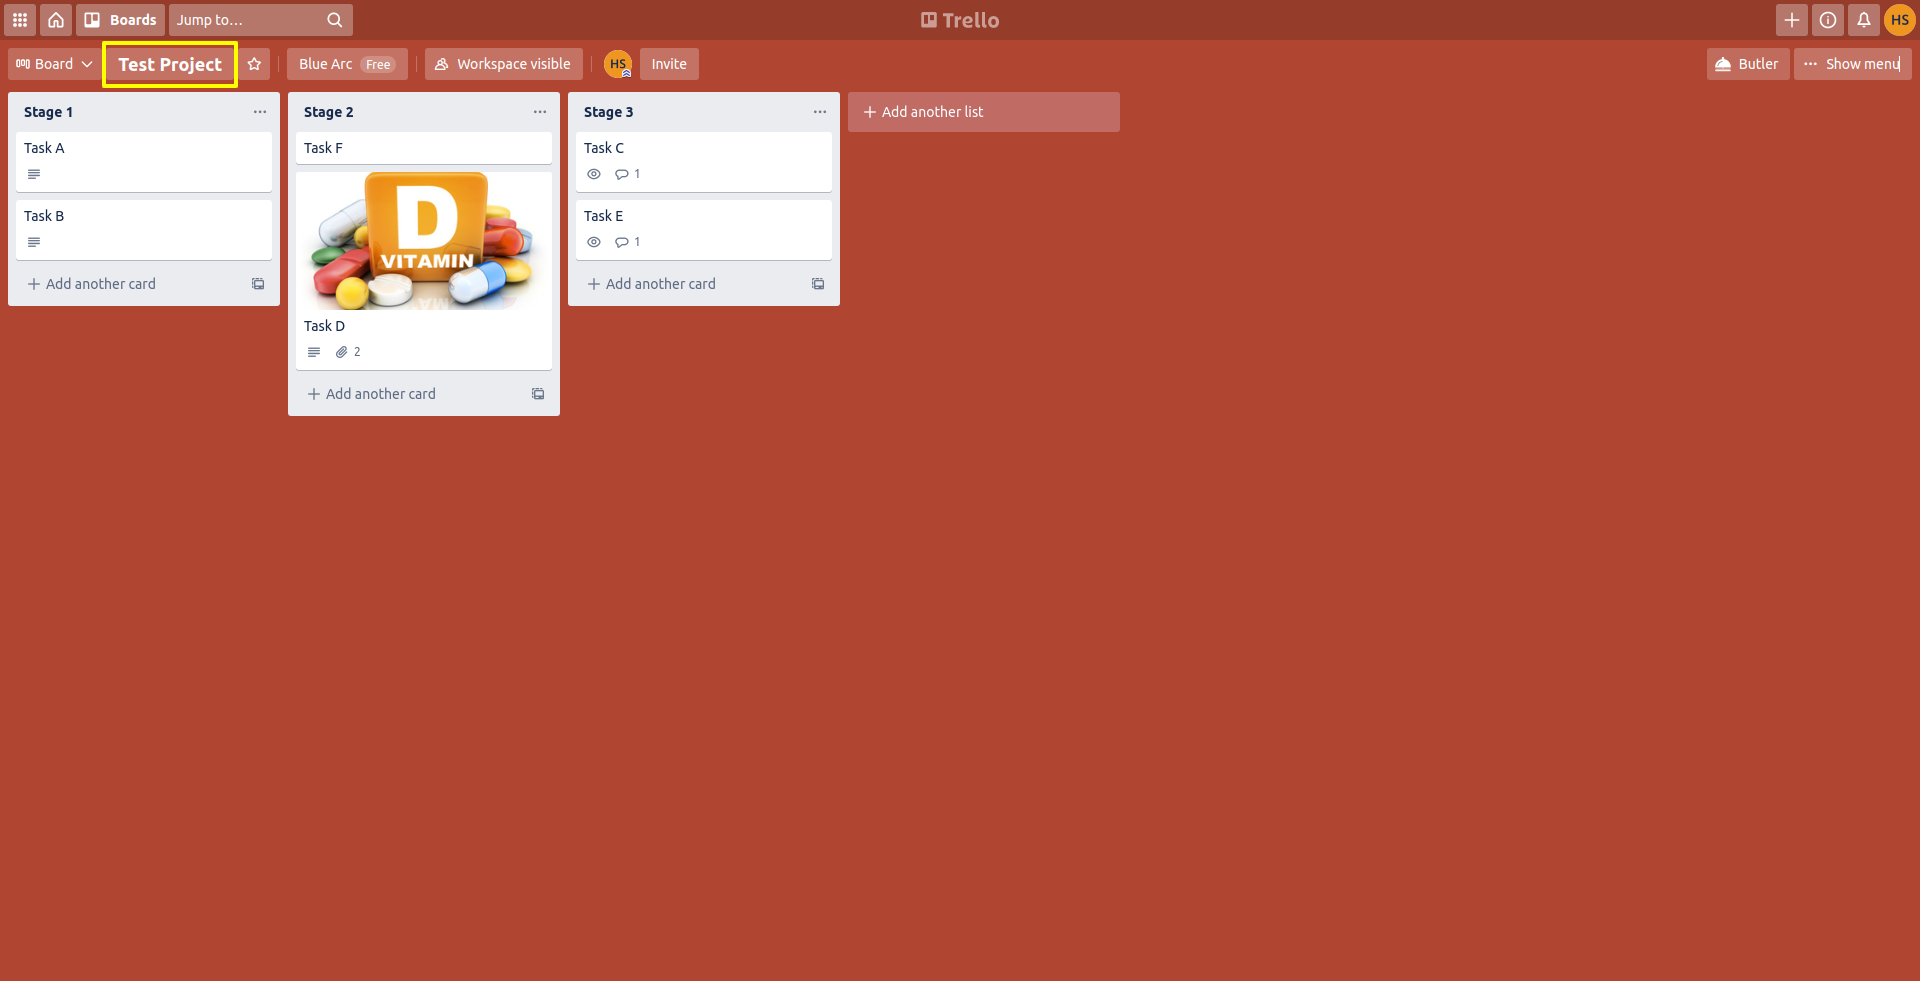 Boards
Jump to...
Trello
HS
Board
Test Project
Blue Arc Free
Workspace visible
HS
Invite
Butler
Show menu
Stage 1
Task A
Task B
Add another card
Stage 2
Task F
D
VITAMIN
Task D
2
Add another card
Stage 3
Task C
1
Task E
1
Add another card
Add another list